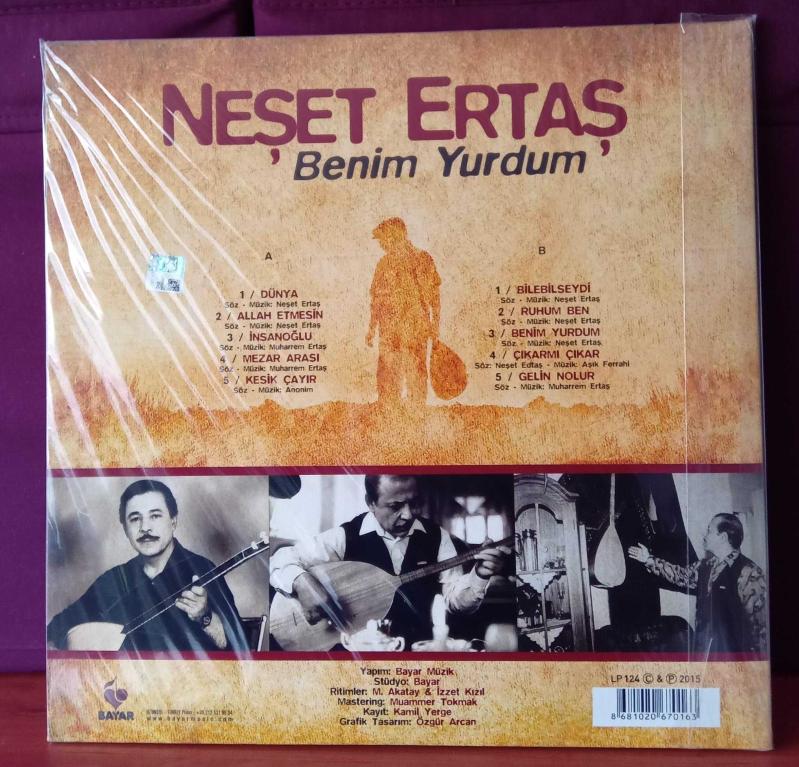 NEŞET ERTAŞ
Benim Yurdum
A
1 / DÜNYA
Söz - Müzik: Neşet Ertaş
2 / ALLAH ETMESİN
Söz - Müzik: Neşet Ertaş
3 / İNSANOĞLU
Söz - Müzik: Muharrem Ertaş
4 / MEZAR ARASI
Söz - Müzik: Muharrem Ertaş
5 / KESİK ÇAYIR
Söz - Müzik: Anonim
B
1 / BİLEBİLSEYDİ
Söz - Müzik: Neşet Ertaş
2 / RUHUM BEN
Söz - Müzik: Neşet Ertaş
3 / BENİM YURDUM
Söz - Müzik: Neşet Ertaş
4 / ÇIKARMI ÇIKAR
Söz: Neşet Edtaş - Müzik: Aşık Ferrahi
5 / GELİN NOLUR
Söz - Müzik: Muharrem Ertaş
BAYAR
www.bayarmusic.com
Yapım: Bayar Müzik
Stüdyo: Bayar
Ritimler: M. Akatay & İzzet Kızıl
Mastering: Muammer Tokmak
Kayıt: Kamil Yerge
Grafik Tasarım: Özgür Arcan
LP 124 © & ℗ 2015
8 681020 670163